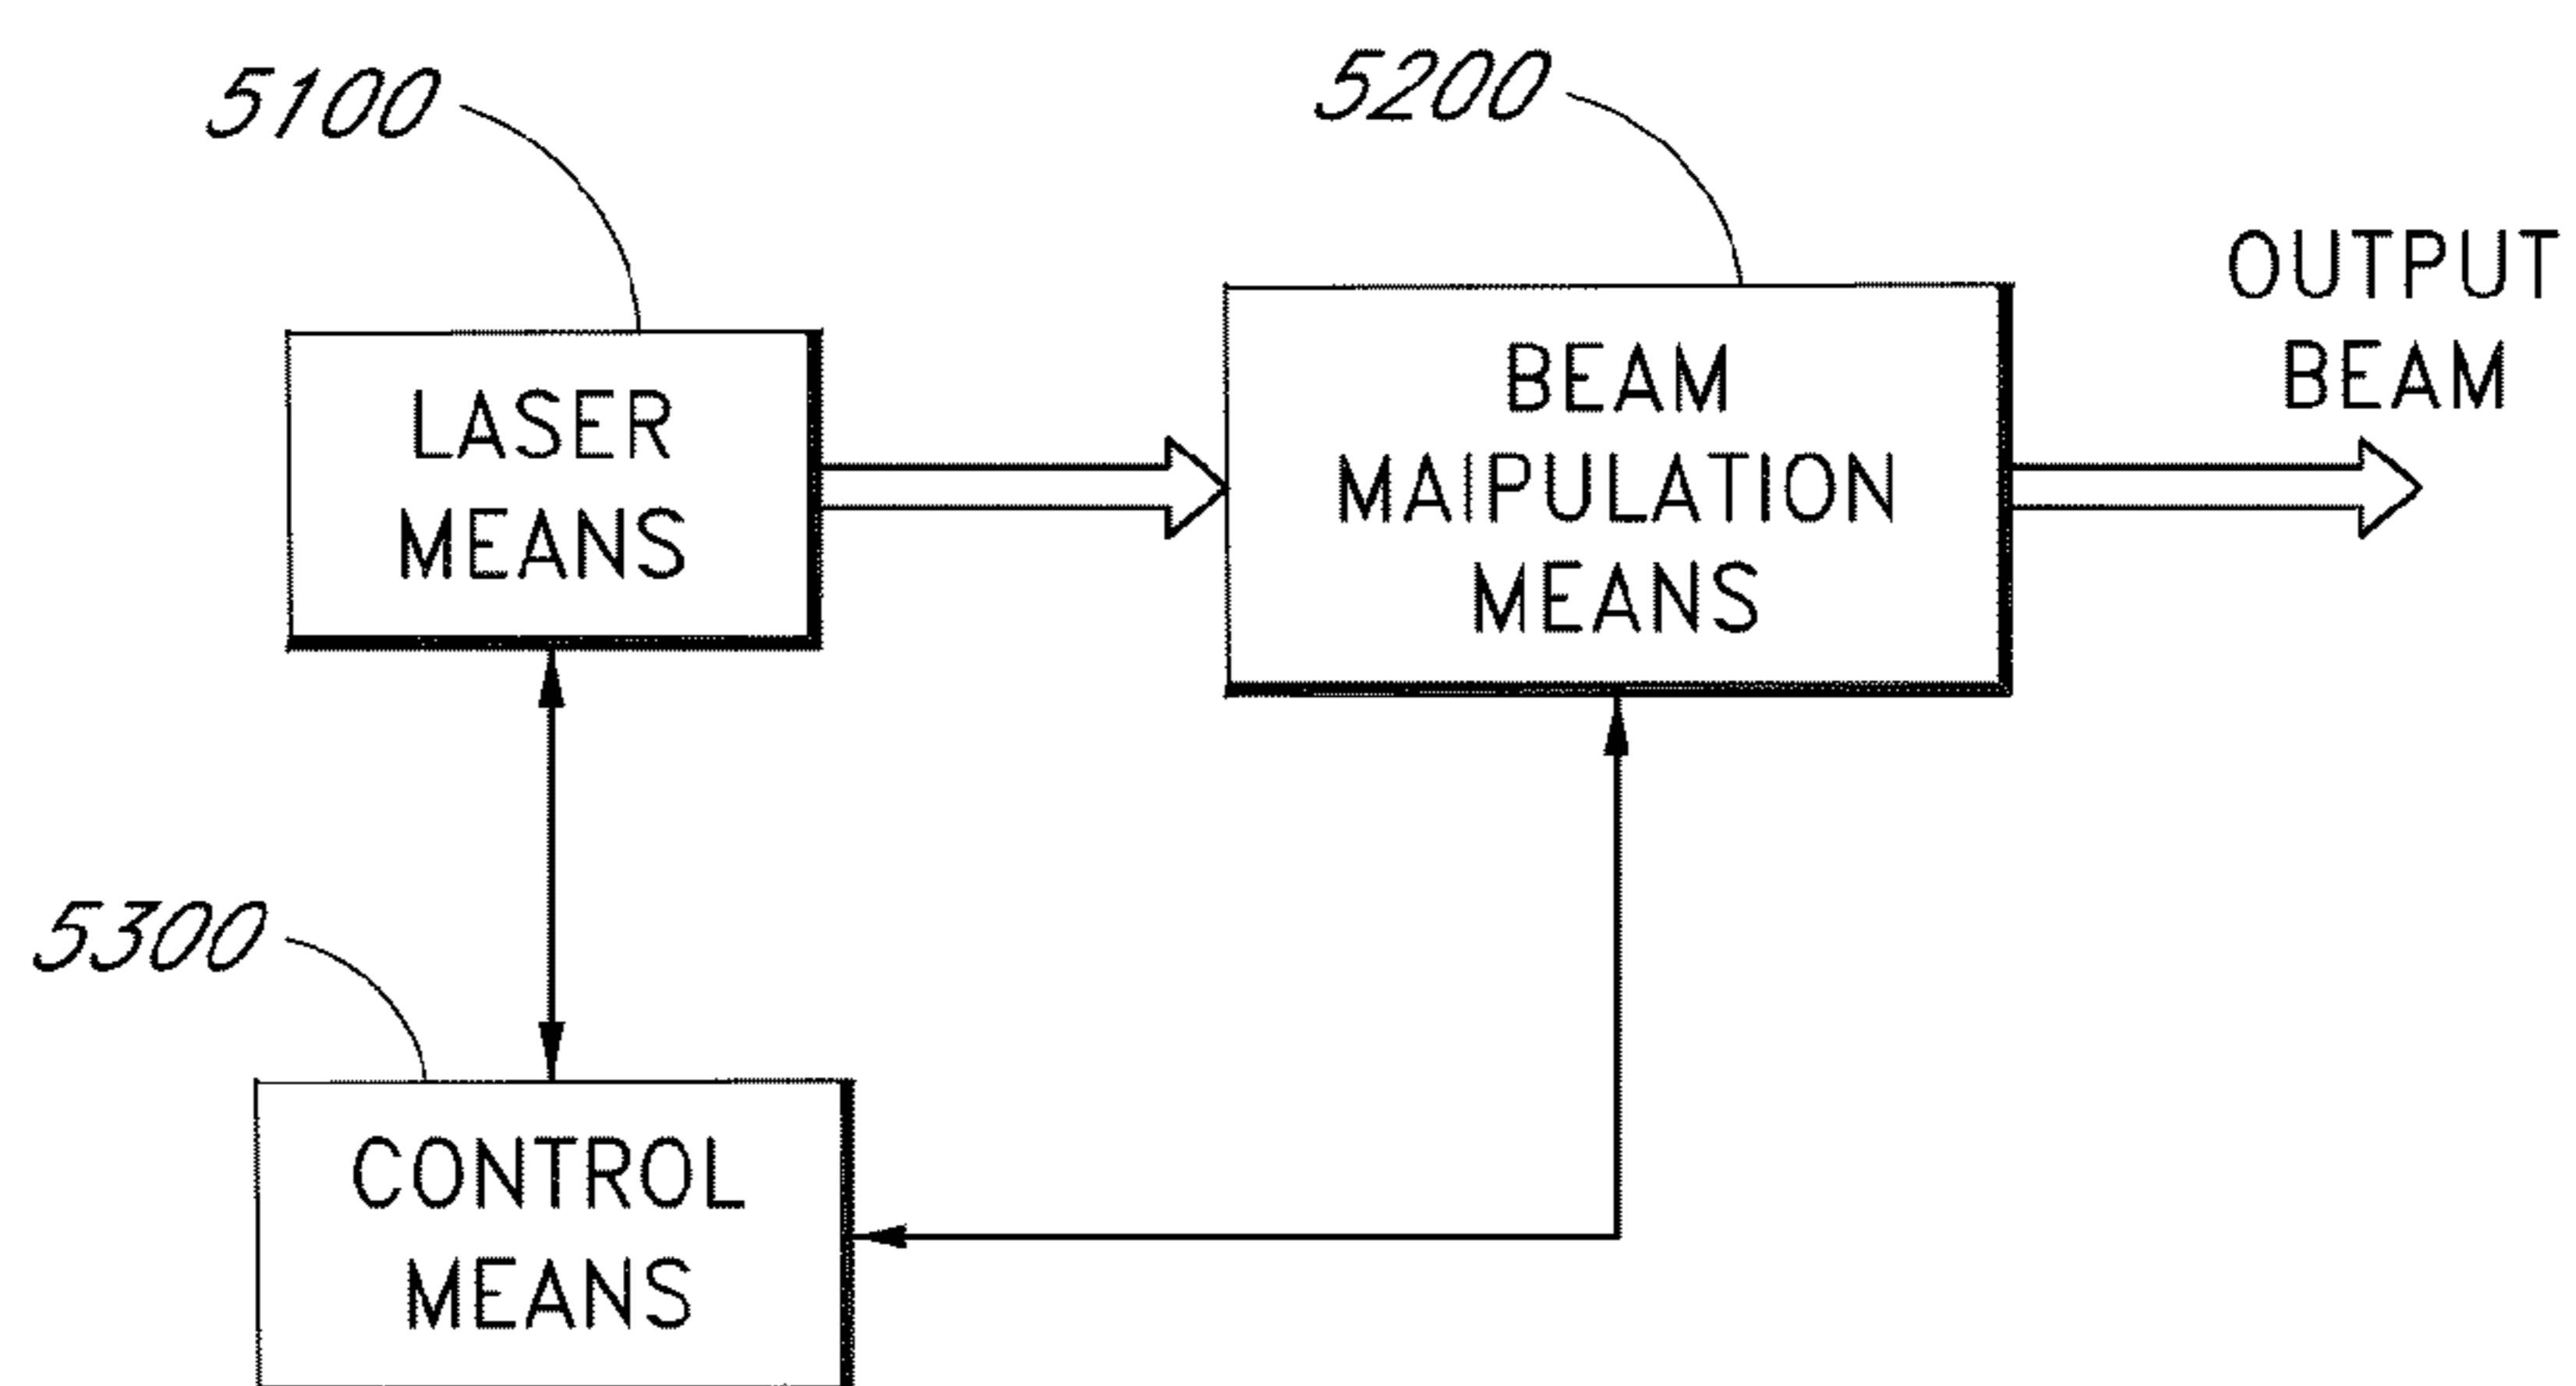 5100
5200
OUTPUT
BEAM
LASER
MEANS
BEAM
MAIPULATION
MEANS
5300
CONTROL
MEANS